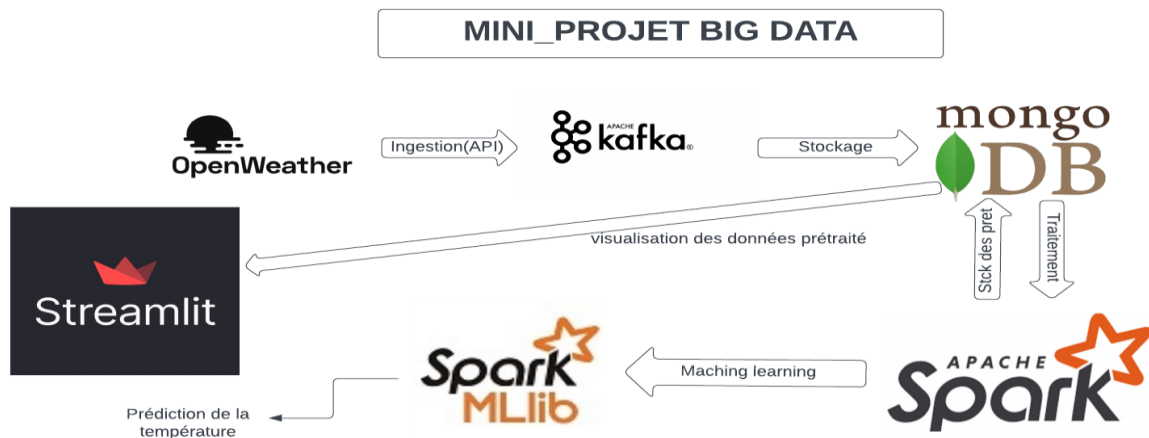 MINI_PROJET BIG DATA
OpenWeather
Ingestion(API)
APACHE
kafka®
Stockage
mongo
DB
visualisation des données prétraité
Stck des pret
Traitement
Streamlit
Spark
MLlib
Maching learning
APACHE
Spark
Prédiction de la
température